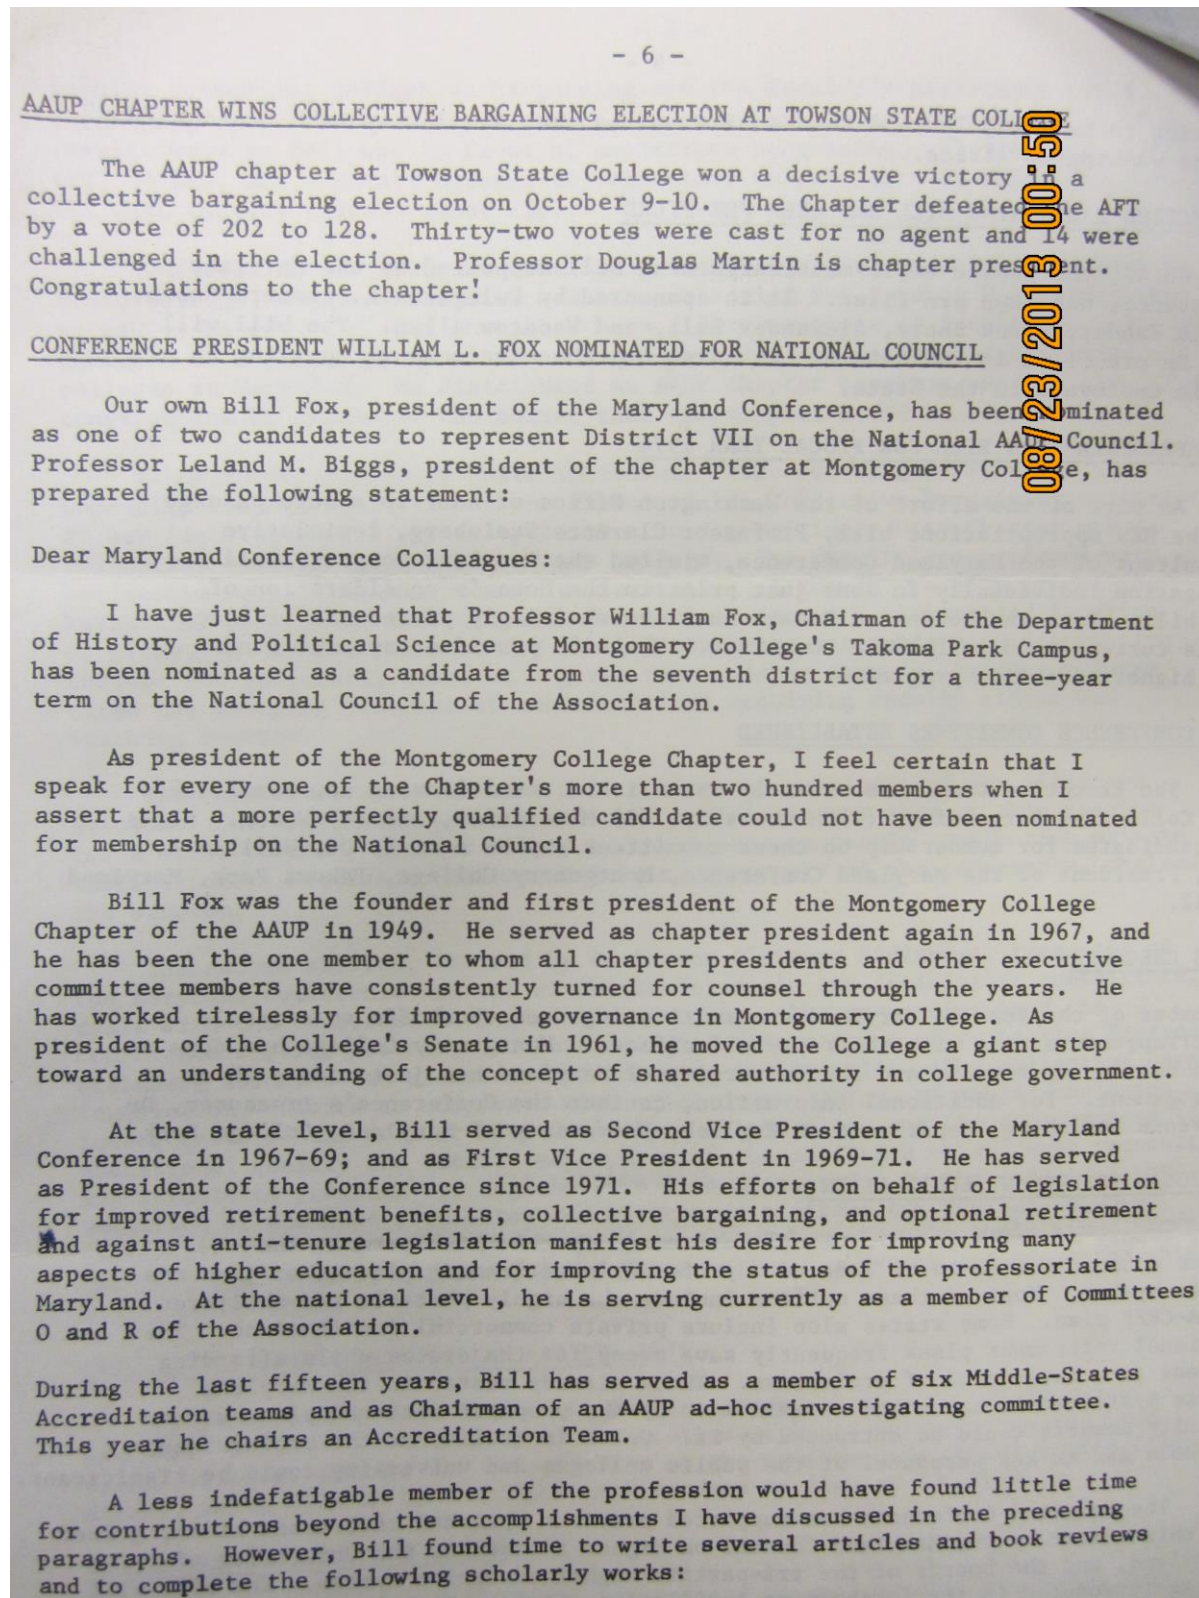 - 6 -
AAUP CHAPTER WINS COLLECTIVE BARGAINING ELECTION AT TOWSON STATE COLLEGE
The AAUP chapter at Towson State College won a decisive victory in a
collective bargaining election on October 9-10. The Chapter defeated the AFT
by a vote of 202 to 128. Thirty-two votes were cast for no agent and 14 were
challenged in the election. Professor Douglas Martin is chapter president.
Congratulations to the chapter!
CONFERENCE PRESIDENT WILLIAM L. FOX NOMINATED FOR NATIONAL COUNCIL
Our own Bill Fox, president of the Maryland Conference, has been nominated
as one of two candidates to represent District VII on the National AAUP Council.
Professor Leland M. Biggs, president of the chapter at Montgomery College, has
prepared the following statement:
Dear Maryland Conference Colleagues:
I have just learned that Professor William Fox, Chairman of the Department
of History and Political Science at Montgomery College's Takoma Park Campus,
has been nominated as a candidate from the seventh district for a three-year
term on the National Council of the Association.
As president of the Montgomery College Chapter, I feel certain that I
speak for every one of the Chapter's more than two hundred members when I
assert that a more perfectly qualified candidate could not have been nominated
for membership on the National Council.
Bill Fox was the founder and first president of the Montgomery College
Chapter of the AAUP in 1949. He served as chapter president again in 1967, and
he has been the one member to whom all chapter presidents and other executive
committee members have consistently turned for counsel through the years. He
has worked tirelessly for improved governance in Montgomery College. As
president of the College's Senate in 1961, he moved the College a giant step
toward an understanding of the concept of shared authority in college government.
At the state level, Bill served as Second Vice President of the Maryland
Conference in 1967-69; and as First Vice President in 1969-71. He has served
as President of the Conference since 1971. His efforts on behalf of legislation
for improved retirement benefits, collective bargaining, and optional retirement
and against anti-tenure legislation manifest his desire for improving many
aspects of higher education and for improving the status of the professoriate in
Maryland. At the national level, he is serving currently as a member of Committees
O and R of the Association.
During the last fifteen years, Bill has served as a member of six Middle-States
Accreditaion teams and as Chairman of an AAUP ad-hoc investigating committee.
This year he chairs an Accreditation Team.
A less indefatigable member of the profession would have found little time
for contributions beyond the accomplishments I have discussed in the preceding
paragraphs. However, Bill found time to write several articles and book reviews
and to complete the following scholarly works:
08/23/2013 00:50